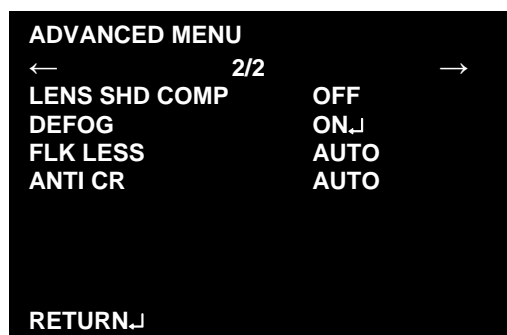 ADVANCED MENU
← 2/2 →
LENS SHD COMP OFF
DEFOG ON↵
FLK LESS AUTO
ANTI CR AUTO
RETURN↵